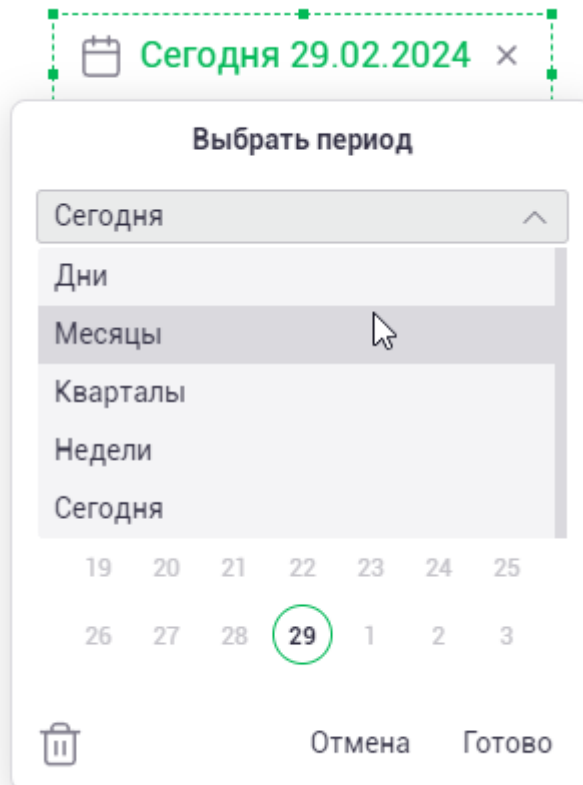 Сегодня 29.02.2024
Выбрать период
Сегодня
Дни
Месяцы
Кварталы
Недели
Сегодня
19 20 21 22 23 24 25
26 27 28 29 1 2 3
Отмена Готово